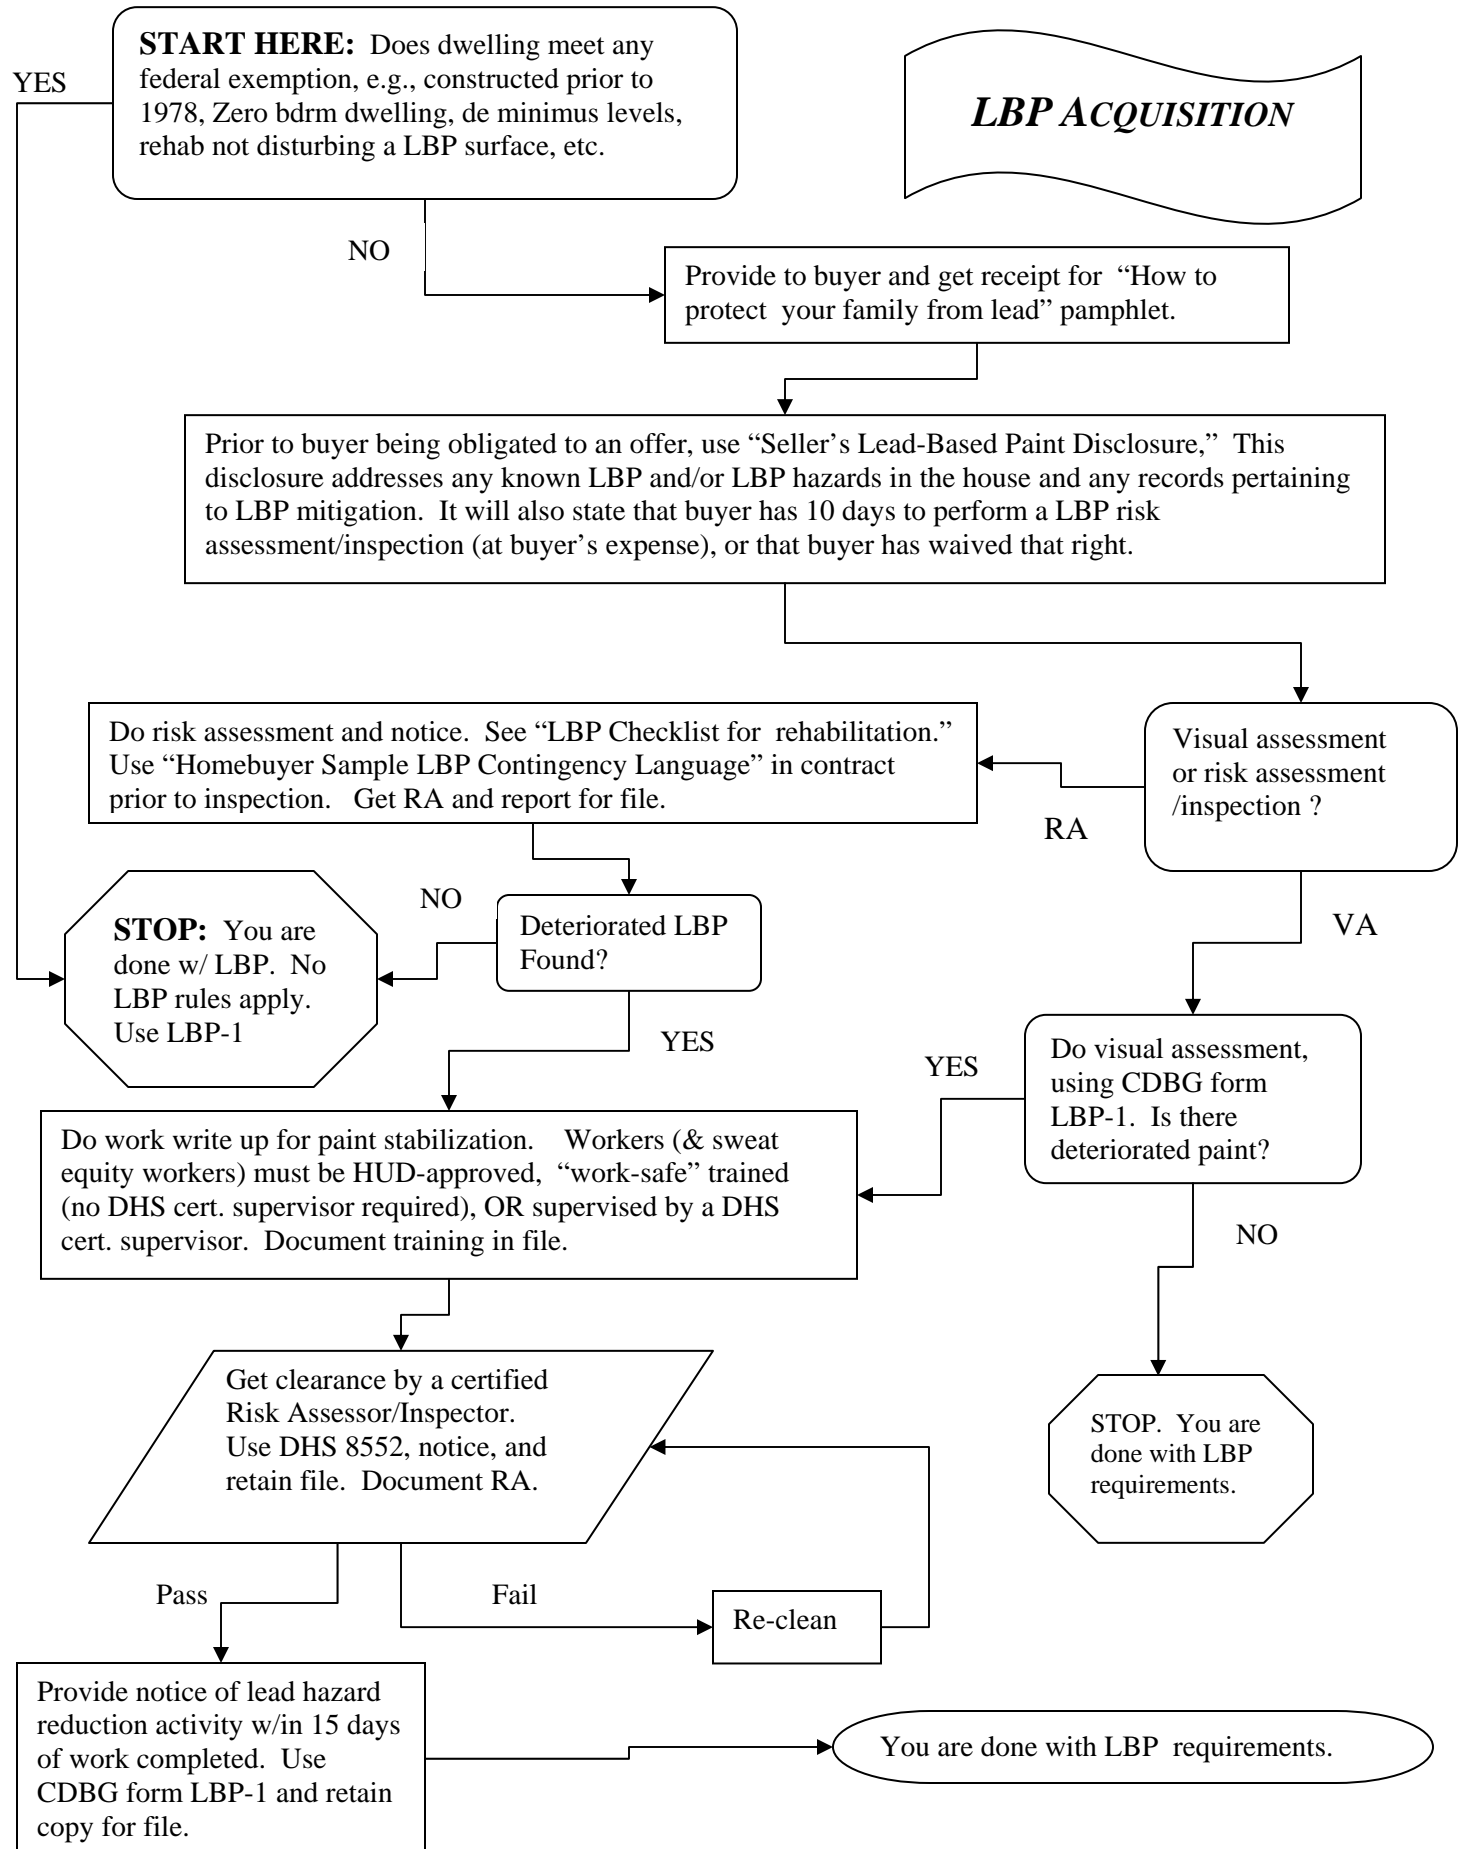 START HERE: Does dwelling meet any
federal exemption, e.g., constructed prior to
1978, Zero bdrm dwelling, de minimus levels,
rehab not disturbing a LBP surface, etc.
YES
LBP ACQUISITION
NO
Provide to buyer and get receipt for “How to
protect your family from lead” pamphlet.
Prior to buyer being obligated to an offer, use “Seller’s Lead-Based Paint Disclosure,” This
disclosure addresses any known LBP and/or LBP hazards in the house and any records pertaining
to LBP mitigation. It will also state that buyer has 10 days to perform a LBP risk
assessment/inspection (at buyer’s expense), or that buyer has waived that right.
Do risk assessment and notice. See “LBP Checklist for rehabilitation.”
Use “Homebuyer Sample LBP Contingency Language” in contract
prior to inspection. Get RA and report for file.
Visual assessment
or risk assessment
/inspection ?
RA
VA
NO
Deteriorated LBP
Found?
STOP: You are
done w/ LBP. No
LBP rules apply.
Use LBP-1
YES
YES
Do visual assessment,
using CDBG form
LBP-1. Is there
deteriorated paint?
Do work write up for paint stabilization. Workers (& sweat
equity workers) must be HUD-approved, “work-safe” trained
(no DHS cert. supervisor required), OR supervised by a DHS
cert. supervisor. Document training in file.
NO
Get clearance by a certified
Risk Assessor/Inspector.
Use DHS 8552, notice, and
retain file. Document RA.
STOP. You are
done with LBP
requirements.
Pass
Fail
Re-clean
Provide notice of lead hazard
reduction activity w/in 15 days
of work completed. Use
CDBG form LBP-1 and retain
copy for file.
You are done with LBP requirements.